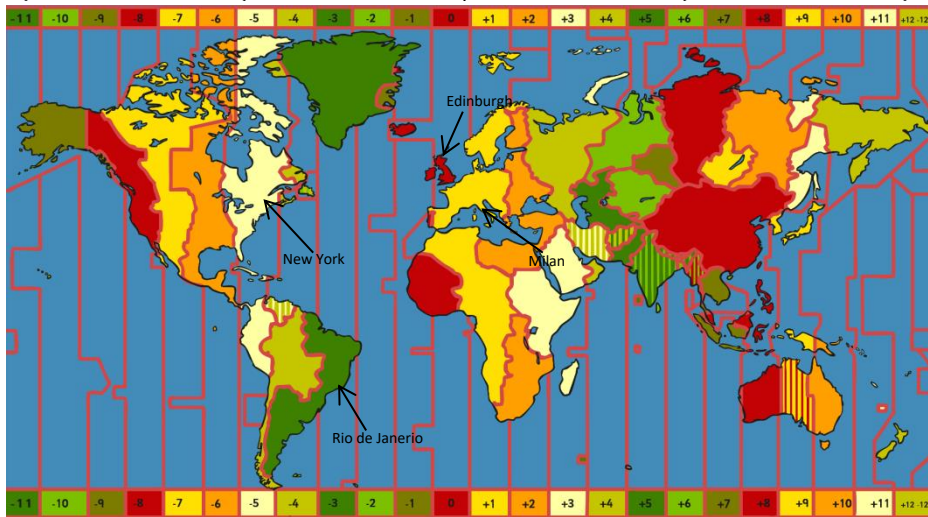 -11 -10 -9 -8 -7 -6 -5 -4 -3 -2 -1 0 +1 +2 +3 +4 +5 +6 +7 +8 +9 +10 +11 +12 -12
Edinburgh
New York
Milan
Rio de Janerio
-11 -10 -9 -8 -7 -6 -5 -4 -3 -2 -1 0 +1 +2 +3 +4 +5 +6 +7 +8 +9 +10 +11 +12 -12